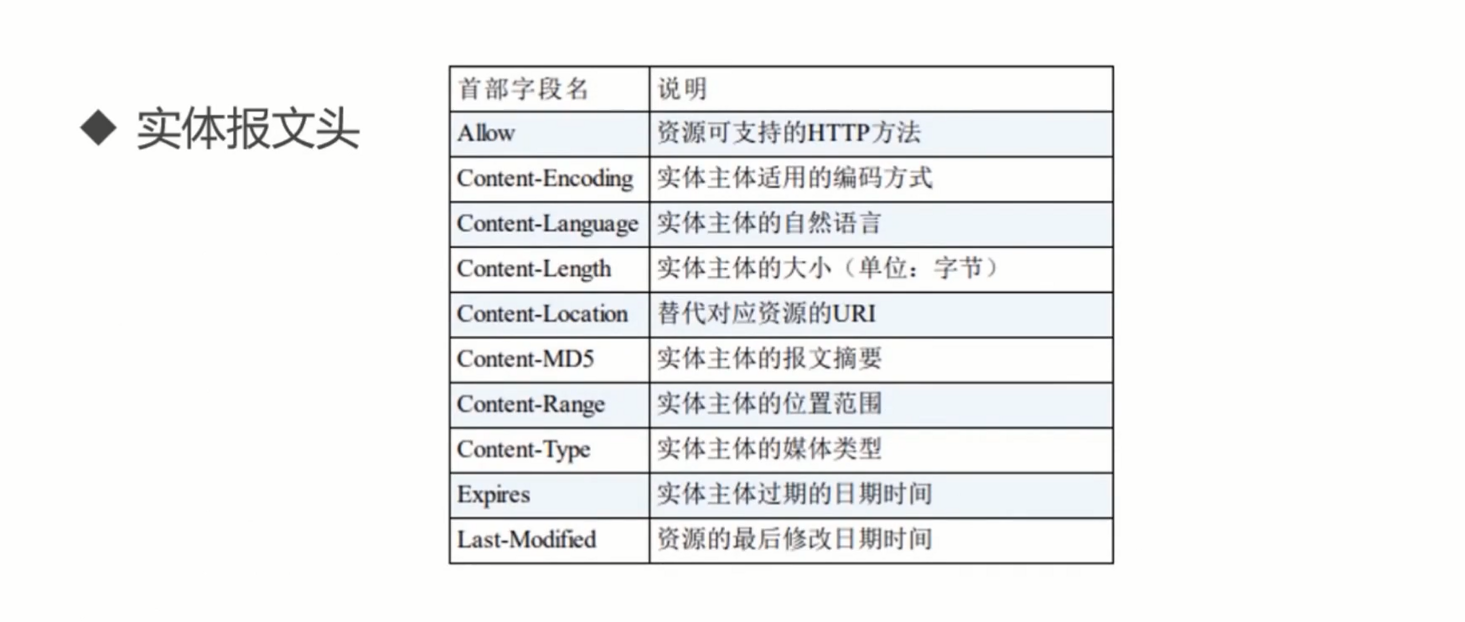 ◆ 实体报文头
首部字段名 说明
Allow 资源可支持的HTTP方法
Content-Encoding 实体主体适用的编码方式
Content-Language 实体主体的自然语言
Content-Length 实体主体的大小（单位：字节）
Content-Location 替代对应资源的URI
Content-MD5 实体主体的报文摘要
Content-Range 实体主体的位置范围
Content-Type 实体主体的媒体类型
Expires 实体主体过期的日期时间
Last-Modified 资源的最后修改日期时间